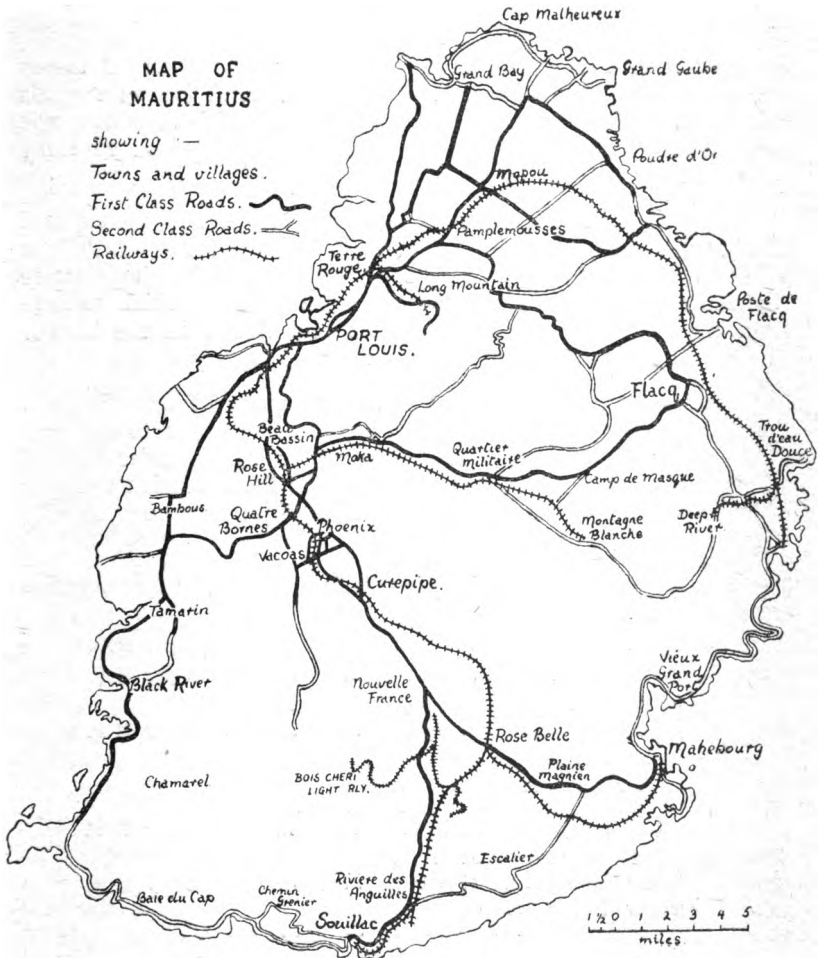 Cap Malheureux
MAP OF
MAURITIUS
Grand Bay
Grand Gaube
showing —
Towns and villages.
First Class Roads.
Second Class Roads.
Railways.
Poudre d'Or
Mapou
Pamplemousses
Terre
Rouge
Long Mountain
Poste de
Flacq
PORT
LOUIS.
Flacq
Beau
Bassin
Trou
d'eau
Douce
Rose
Hill
Moka
Quartier
Militaire
Camp de Masque
Bambous
Quatre
Bornes
Phoenix
Montagne
Blanche
Deep
River
Vacoas
Curepipe.
Tamarin
Black River
Vieux
Grand
Port
Nouvelle
France
Rose Belle
Mahebourg
Chamarel
BOIS CHERI
LIGHT RLY.
Plaine
Magnien
Escalier
Riviere des
Anguilles
Baie du Cap
Chemin
Grenier
Souillac
1 ½ 0 1 2 3 4 5
miles.